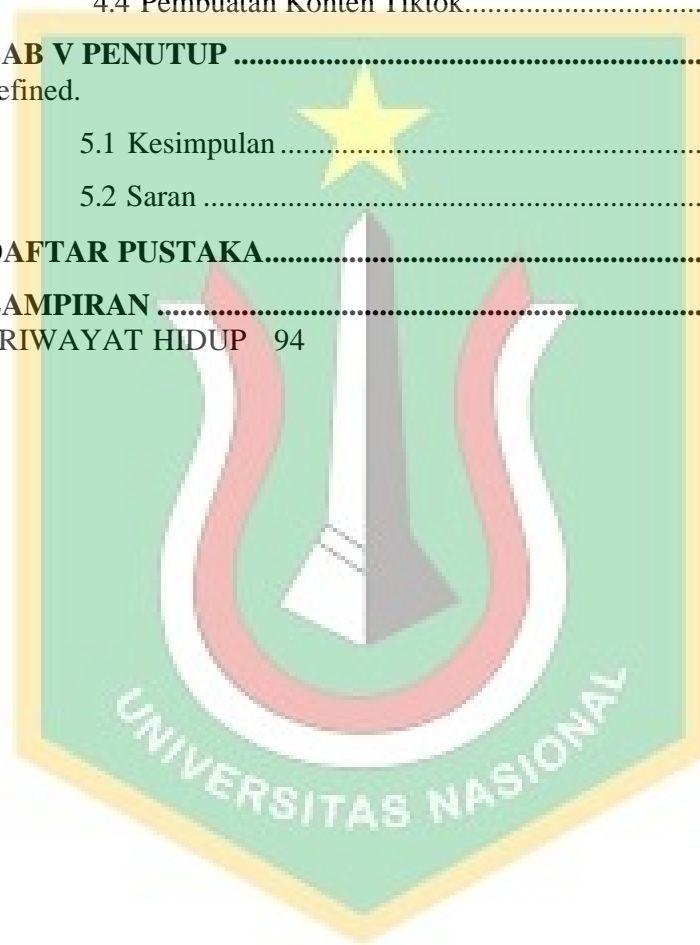 4.4 Pembuatan Konten Tiktok..............................
AB V PENUTUP ..............................................................
efined.
5.1 Kesimpulan ..........................................................
5.2 Saran ....................................................................
DAFTAR PUSTAKA..........................................................
LAMPIRAN ......................................................................
RIWAYAT HIDUP 94
UNIVERSITAS NASIONAL